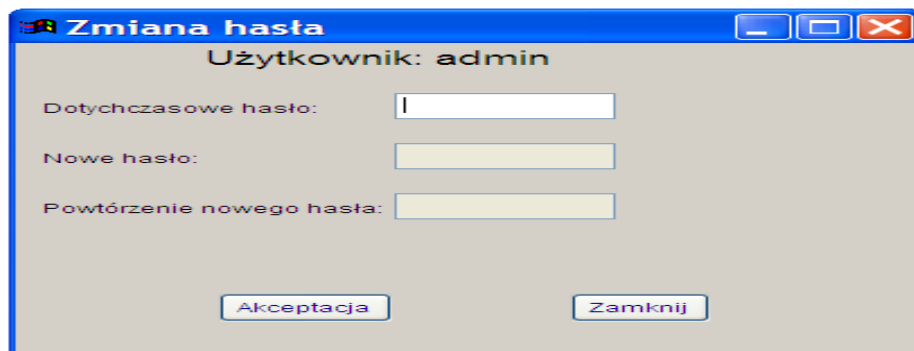 Zmiana hasła
Użytkownik: admin
Dotychczasowe hasło:
Nowe hasło:
Powtórzenie nowego hasła:
Akceptacja Zamknij